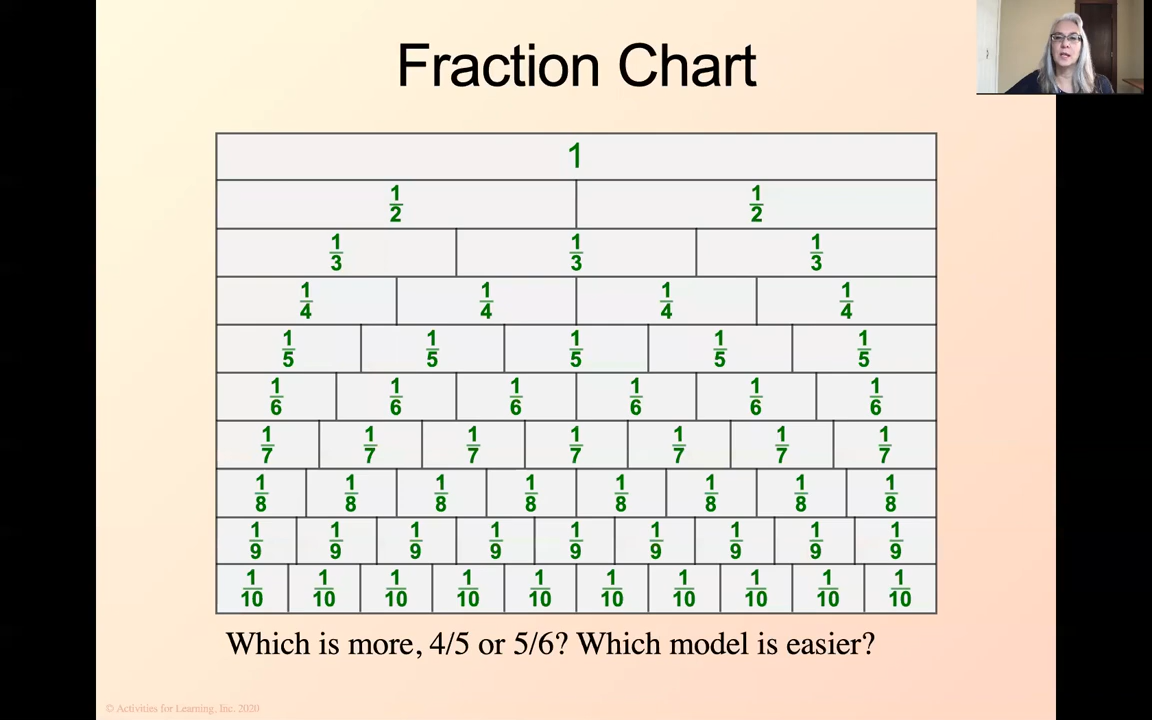 Fraction Chart
1
1/2 1/2
1/3 1/3 1/3
1/4 1/4 1/4 1/4
1/5 1/5 1/5 1/5 1/5
1/6 1/6 1/6 1/6 1/6 1/6
1/7 1/7 1/7 1/7 1/7 1/7 1/7
1/8 1/8 1/8 1/8 1/8 1/8 1/8 1/8
1/9 1/9 1/9 1/9 1/9 1/9 1/9 1/9 1/9
1/10 1/10 1/10 1/10 1/10 1/10 1/10 1/10 1/10 1/10
Which is more, 4/5 or 5/6? Which model is easier?
© Activities for Learning, Inc. 2020